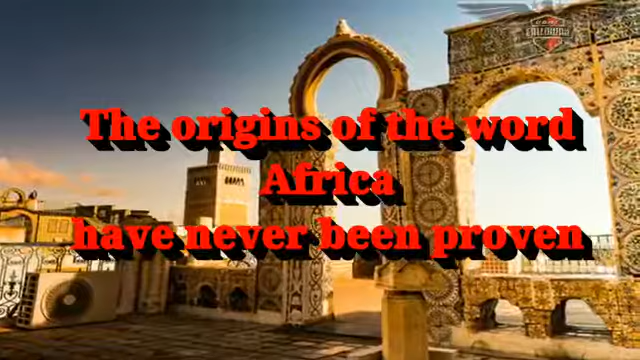 The origins of the word
Africa
have never been proven